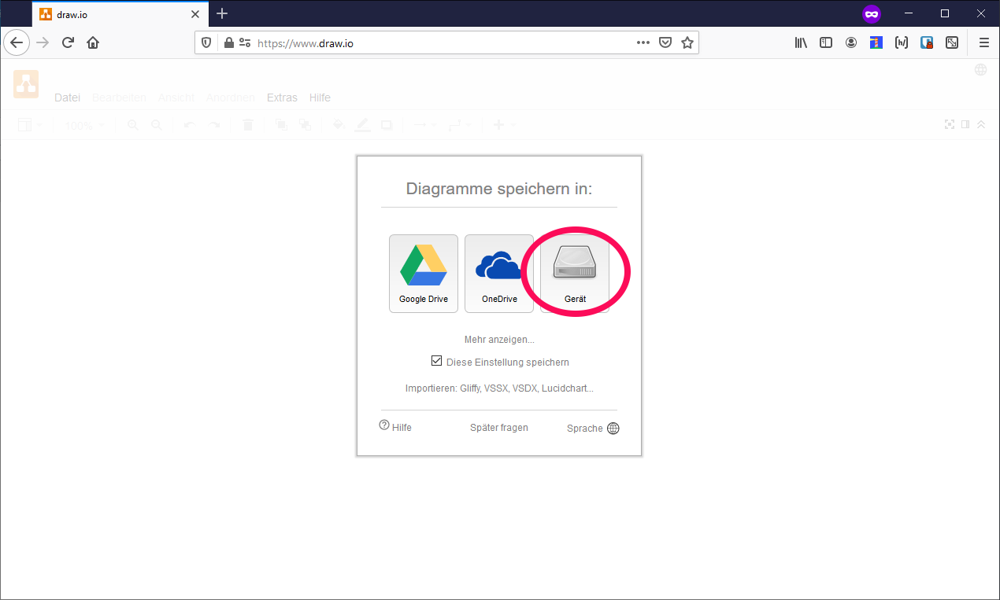 draw.io
https://www.draw.io
Datei Bearbeiten Ansicht Anordnen Extras Hilfe
100%
Diagramme speichern in:
Google Drive OneDrive Gerät
Mehr anzeigen...
Diese Einstellung speichern
Importieren: Gliffy, VSSX, VSDX, Lucidchart...
Hilfe Später fragen Sprache